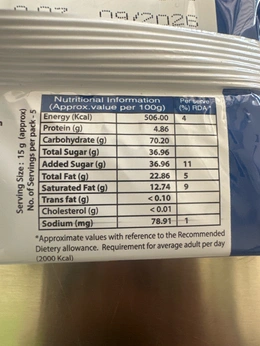 09/2026
Nutritional Information
(Approx.value per 100g)
Per Serve
(%) RDA*
Energy (Kcal) 506.00 4
Protein (g) 4.86
Carbohydrate (g) 70.20
Total Sugar (g) 36.96
Added Sugar (g) 36.96 11
Total Fat (g) 22.86 5
Saturated Fat (g) 12.74 9
Trans fat (g) <0.10
Cholesterol (g) <0.01
Sodium (mg) 78.91 1
Serving Size: 15 g (approx)
No. of Servings per pack - 5
*Approximate values with reference to the Recommended
Dietery allowance. Requirement for average adult per day
(2000 Kcal)